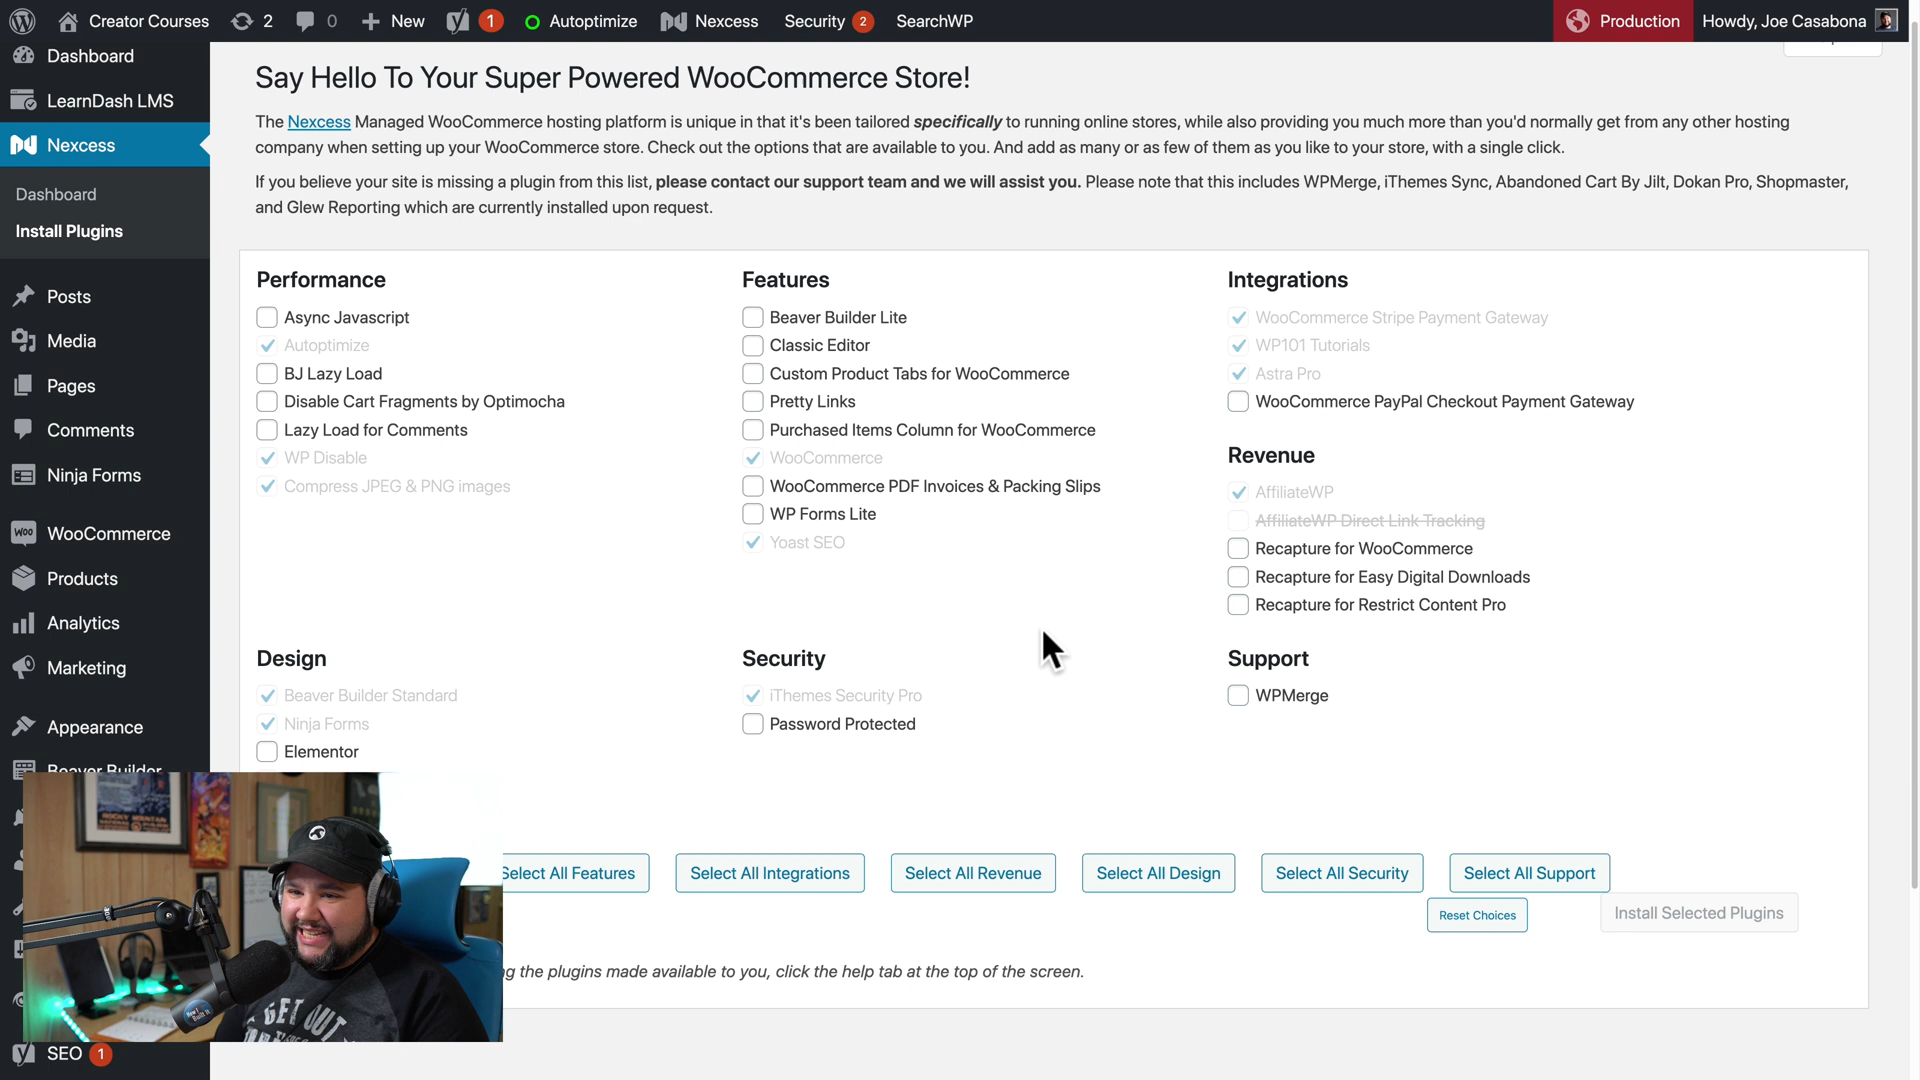 Creator Courses 2 0 New 1 Autoptimize Nexcess Security 2 SearchWP Production Howdy, Joe Casabona
Dashboard
LearnDash LMS
Nexcess
Dashboard
Install Plugins
Posts
Media
Pages
Comments
Ninja Forms
WooCommerce
Products
Analytics
Marketing
Appearance
Beaver Builder
SEO 1
Say Hello To Your Super Powered WooCommerce Store!
The Nexcess Managed WooCommerce hosting platform is unique in that it's been tailored specifically to running online stores, while also providing you much more than you'd normally get from any other hosting
company when setting up your WooCommerce store. Check out the options that are available to you. And add as many or as few of them as you like to your store, with a single click.
If you believe your site is missing a plugin from this list, please contact our support team and we will assist you. Please note that this includes WPMerge, iThemes Sync, Abandoned Cart By Jilt, Dokan Pro, Shopmaster,
and Glew Reporting which are currently installed upon request.
Performance
Async Javascript
Autoptimize
BJ Lazy Load
Disable Cart Fragments by Optimocha
Lazy Load for Comments
WP Disable
Compress JPEG & PNG images
Features
Beaver Builder Lite
Classic Editor
Custom Product Tabs for WooCommerce
Pretty Links
Purchased Items Column for WooCommerce
WooCommerce
WooCommerce PDF Invoices & Packing Slips
WP Forms Lite
Yoast SEO
Integrations
WooCommerce Stripe Payment Gateway
WP101 Tutorials
Astra Pro
WooCommerce PayPal Checkout Payment Gateway
Revenue
AffiliateWP
AffiliateWP Direct Link Tracking
Recapture for WooCommerce
Recapture for Easy Digital Downloads
Recapture for Restrict Content Pro
Design
Beaver Builder Standard
Ninja Forms
Elementor
Security
iThemes Security Pro
Password Protected
Support
WPMerge
Select All Features Select All Integrations Select All Revenue Select All Design Select All Security Select All Support
Reset Choices Install Selected Plugins
the plugins made available to you, click the help tab at the top of the screen.
GET OUT